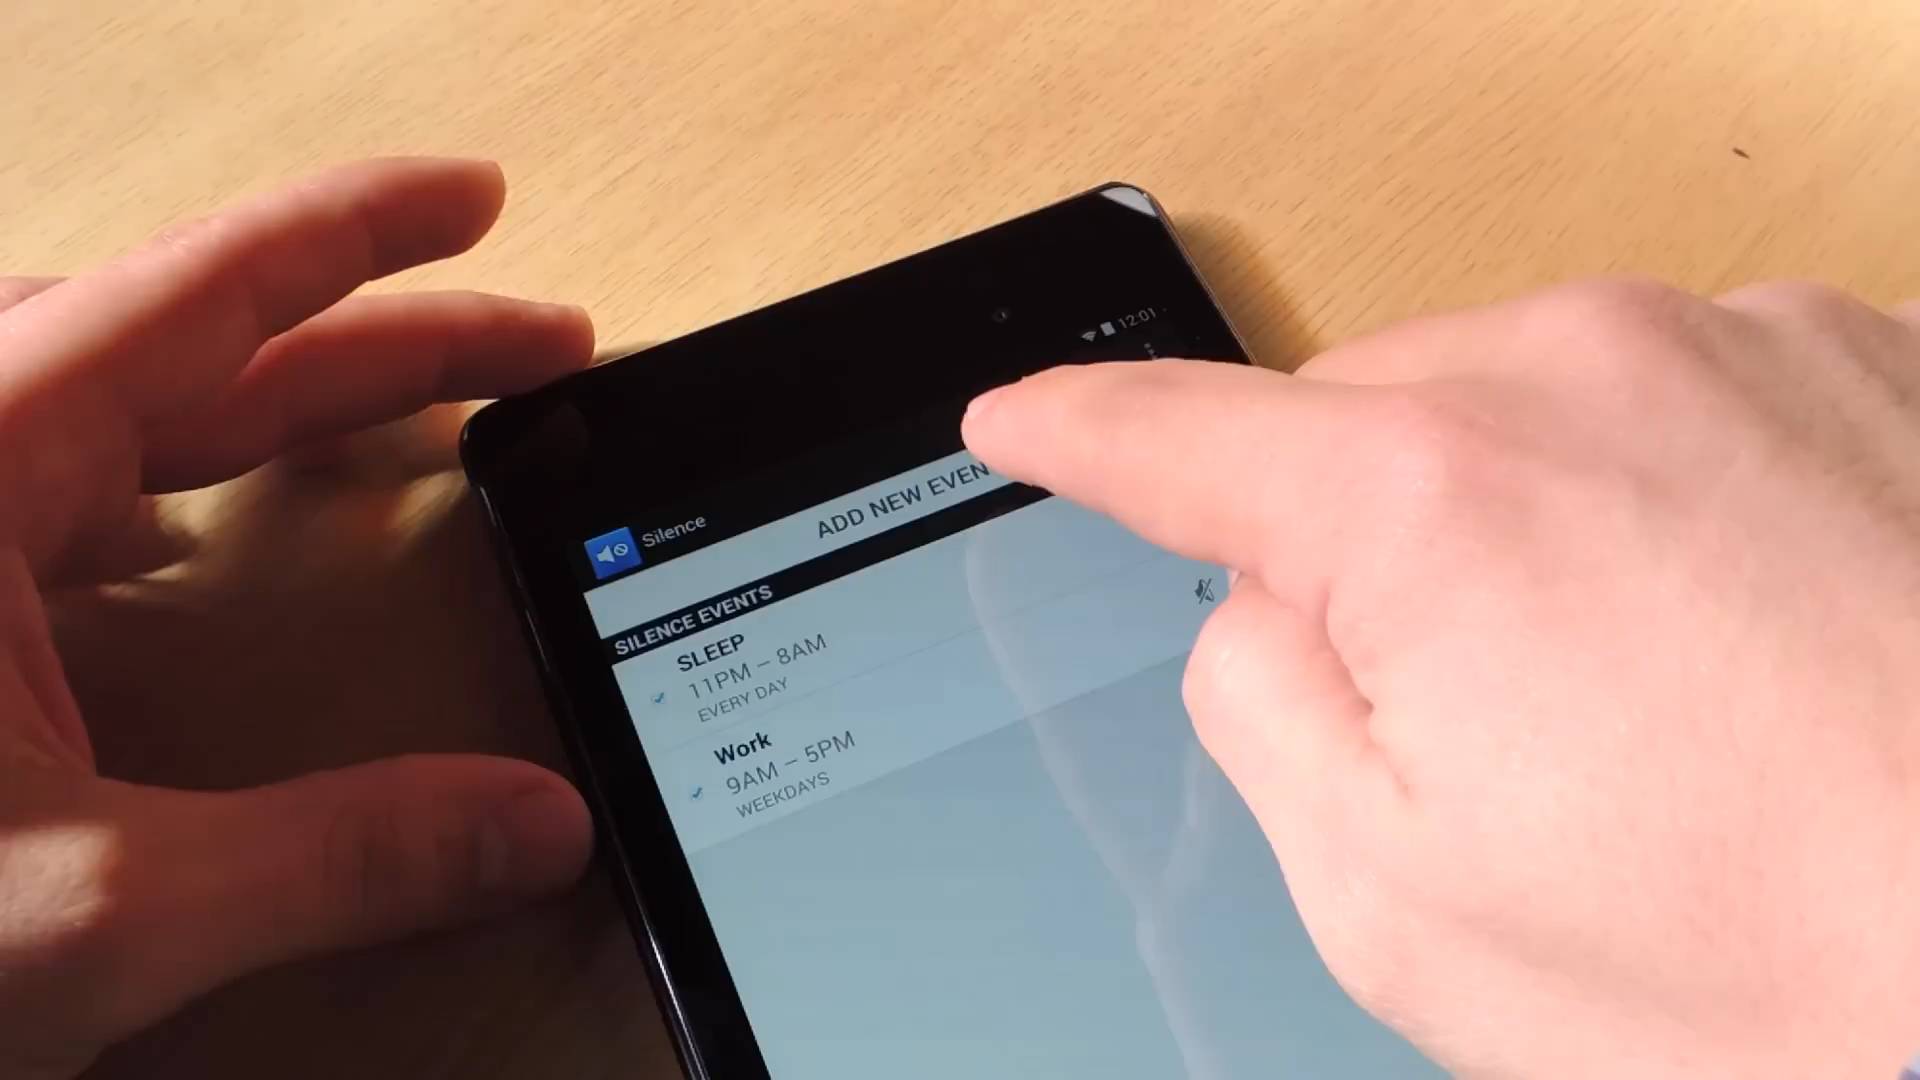 12:01
Silence
ADD NEW EVEN
SILENCE EVENTS
SLEEP
11PM – 8AM
EVERY DAY
Work
9AM – 5PM
WEEKDAYS